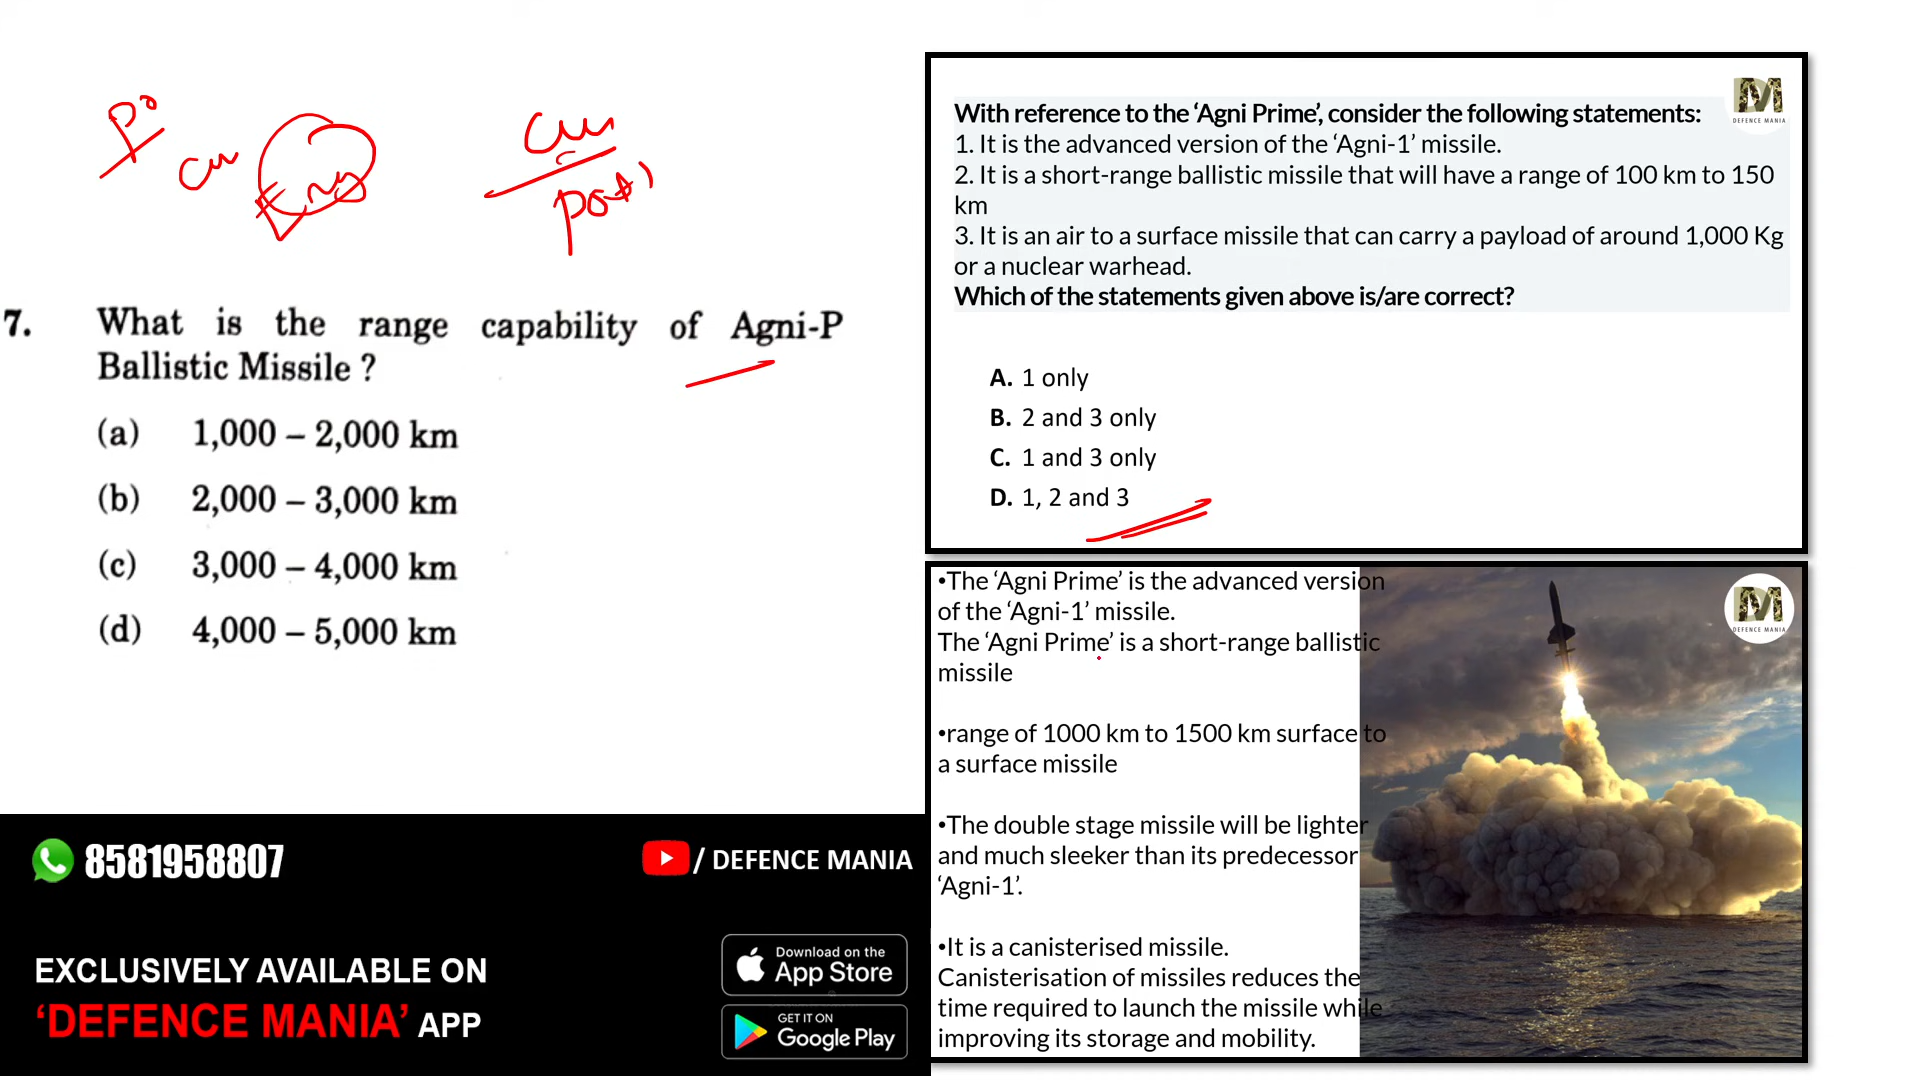 7. What is the range capability of Agni-P
Ballistic Missile ?
(a) 1,000 – 2,000 km
(b) 2,000 – 3,000 km
(c) 3,000 – 4,000 km
(d) 4,000 – 5,000 km
8581958807
/ DEFENCE MANIA
EXCLUSIVELY AVAILABLE ON
‘DEFENCE MANIA’ APP
Download on the
App Store
GET IT ON
Google Play
DEFENCE MANIA
With reference to the ‘Agni Prime’, consider the following statements:
1. It is the advanced version of the ‘Agni-1’ missile.
2. It is a short-range ballistic missile that will have a range of 100 km to 150
km
3. It is an air to a surface missile that can carry a payload of around 1,000 Kg
or a nuclear warhead.
Which of the statements given above is/are correct?
A. 1 only
B. 2 and 3 only
C. 1 and 3 only
D. 1, 2 and 3
•The ‘Agni Prime’ is the advanced version
of the ‘Agni-1’ missile.
The ‘Agni Prime’ is a short-range ballistic
missile
•range of 1000 km to 1500 km surface to
a surface missile
•The double stage missile will be lighter
and much sleeker than its predecessor
‘Agni-1’.
•It is a canisterised missile.
Canisterisation of missiles reduces the
time required to launch the missile while
improving its storage and mobility.
DEFENCE MANIA